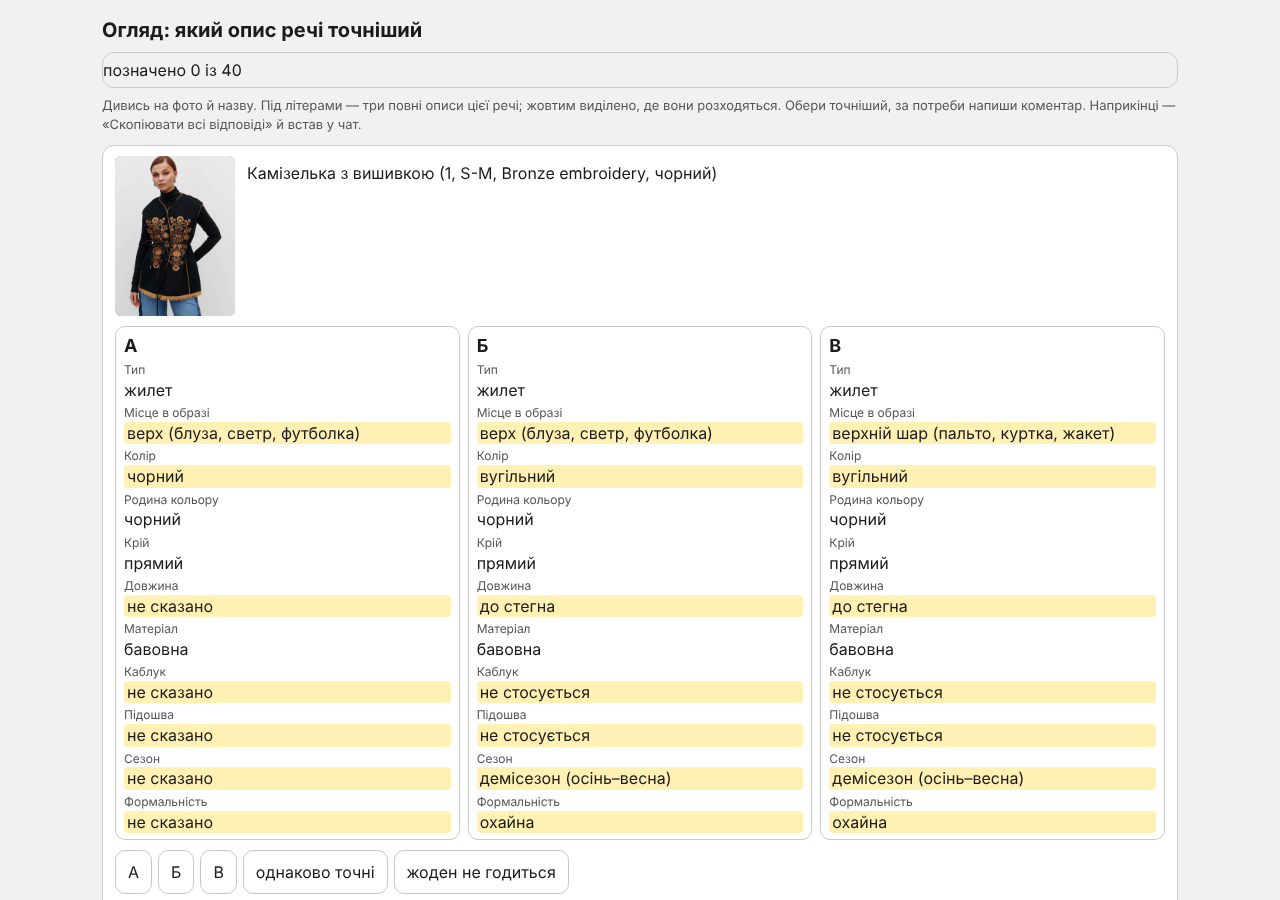 Огляд: який опис речі точніший
позначено 0 із 40
Дивись на фото й назву. Під літерами — три повні описи цієї речі; жовтим виділено, де вони розходяться. Обери точніший, за потреби напиши коментар. Наприкінці —
«Скопіювати всі відповіді» й встав у чат.
Камізелька з вишивкою (1, S-M, Bronze embroidery, чорний)
А
Тип
жилет
Місце в образі
верх (блуза, светр, футболка)
Колір
чорний
Родина кольору
чорний
Крій
прямий
Довжина
не сказано
Матеріал
бавовна
Каблук
не сказано
Підошва
не сказано
Сезон
не сказано
Формальність
не сказано
Б
Тип
жилет
Місце в образі
верх (блуза, светр, футболка)
Колір
вугільний
Родина кольору
чорний
Крій
прямий
Довжина
до стегна
Матеріал
бавовна
Каблук
не стосується
Підошва
не стосується
Сезон
демісезон (осінь–весна)
Формальність
охайна
В
Тип
жилет
Місце в образі
верхній шар (пальто, куртка, жакет)
Колір
вугільний
Родина кольору
чорний
Крій
прямий
Довжина
до стегна
Матеріал
бавовна
Каблук
не стосується
Підошва
не стосується
Сезон
демісезон (осінь–весна)
Формальність
охайна
А Б В однаково точні жоден не годиться